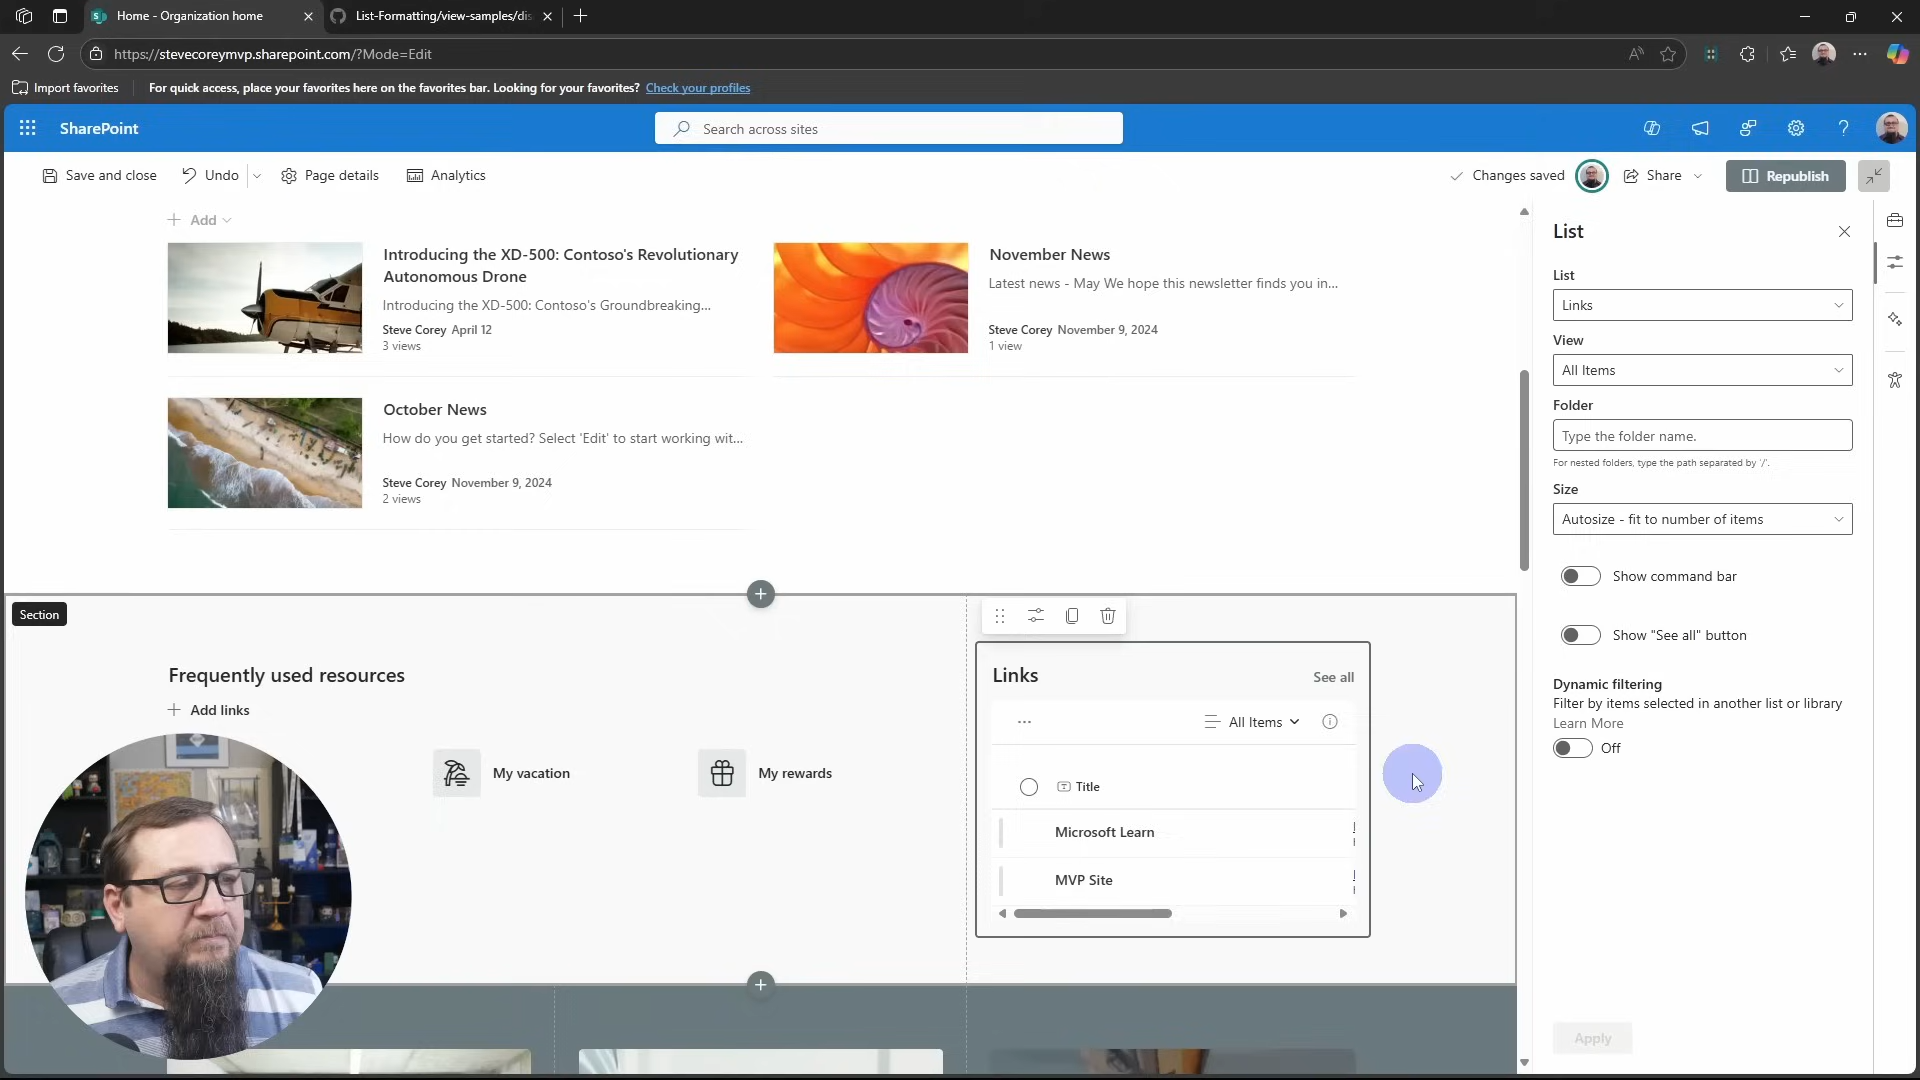 Home - Organization home
List-Formatting/view-samples/dis
https://stevecoreymvp.sharepoint.com/?Mode=Edit
Import favorites
For quick access, place your favorites here on the favorites bar. Looking for your favorites? Check your profiles
SharePoint
Search across sites
Save and close
Undo
Page details
Analytics
Changes saved
Share
Republish
Add
Introducing the XD-500: Contoso's Revolutionary
Autonomous Drone
Introducing the XD-500: Contoso's Groundbreaking...
Steve Corey April 12
3 views
November News
Latest news - May We hope this newsletter finds you in...
Steve Corey November 9, 2024
1 view
October News
How do you get started? Select 'Edit' to start working wit...
Steve Corey November 9, 2024
2 views
Section
Frequently used resources
Add links
My vacation
My rewards
Links
See all
All Items
Title
Microsoft Learn
MVP Site
List
List
Links
View
All Items
Folder
Type the folder name.
For nested folders, type the path separated by '/'.
Size
Autosize - fit to number of items
Show command bar
Show "See all" button
Dynamic filtering
Filter by items selected in another list or library
Learn More
Off
Apply